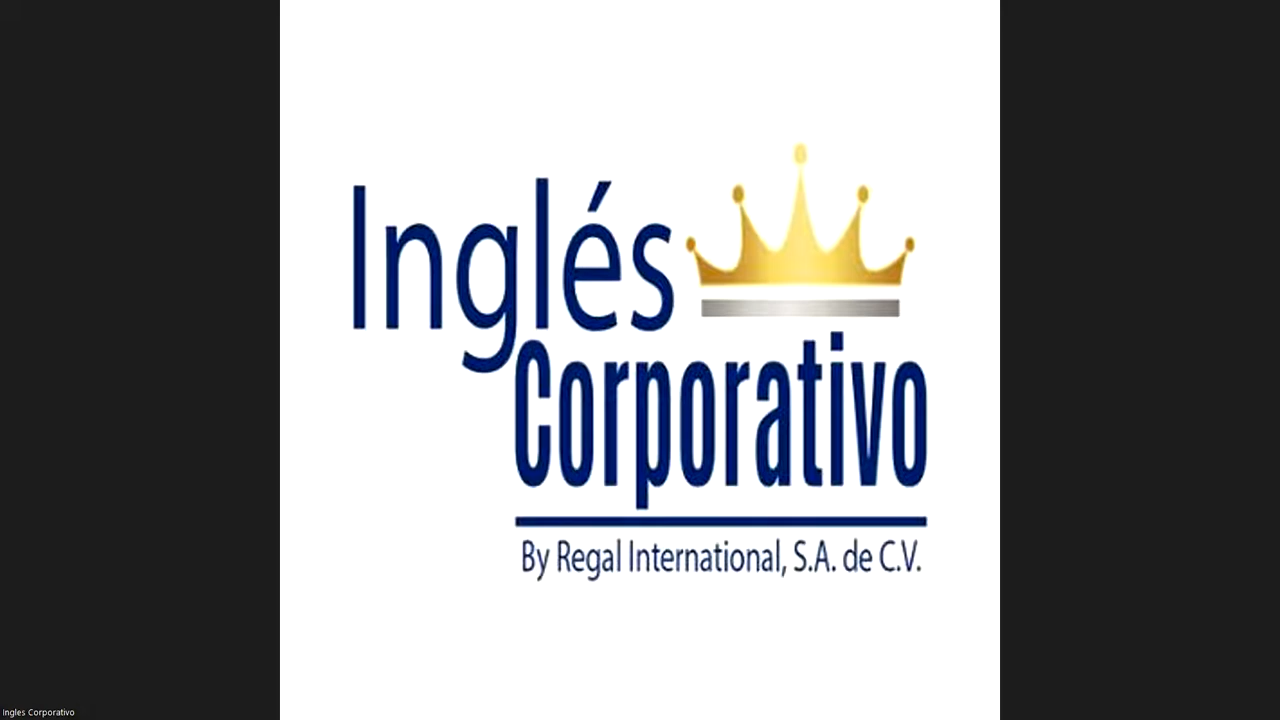 Inglés
Corporativo
By Regal International, S.A. de C.V.
Ingles Corporativo